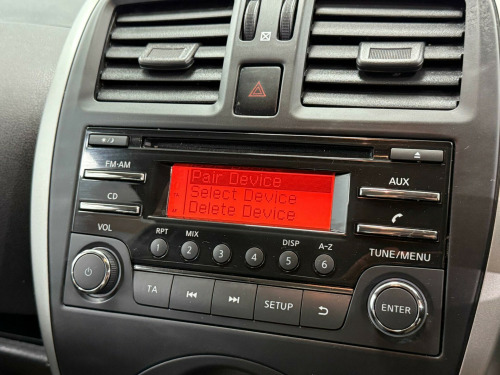 FM·AM
CD
VOL
Pair Device
Select Device
Delete Device
AUX
TUNE/MENU
RPT
MIX
DISP
A-Z
1
2
3
4
5
6
TA
SETUP
ENTER